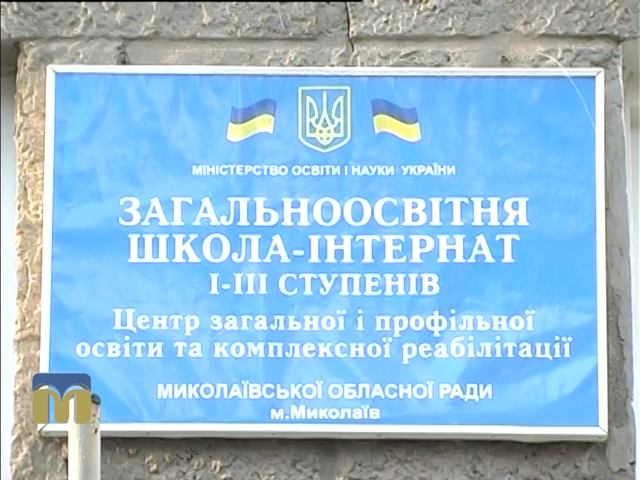 МІНІСТЕРСТВО ОСВІТИ І НАУКИ УКРАЇНИ
ЗАГАЛЬНООСВІТНЯ
ШКОЛА-ІНТЕРНАТ
І-ІІІ СТУПЕНІВ
Центр загальної і профільної
освіти та комплексної реабілітації
МИКОЛАЇВСЬКОЇ ОБЛАСНОЇ РАДИ
м.Миколаїв
М